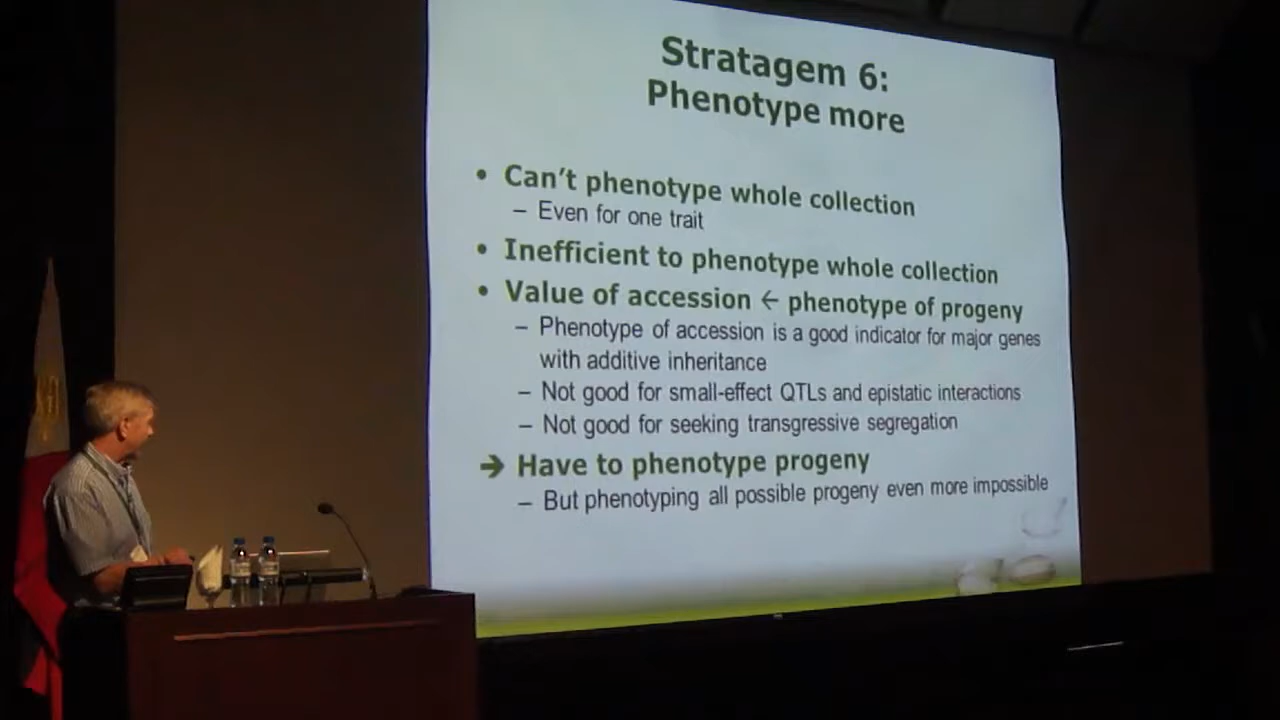 Stratagem 6:
Phenotype more
• Can't phenotype whole collection
– Even for one trait
• Inefficient to phenotype whole collection
• Value of accession ← phenotype of progeny
– Phenotype of accession is a good indicator for major genes
with additive inheritance
– Not good for small-effect QTLs and epistatic interactions
– Not good for seeking transgressive segregation
➔ Have to phenotype progeny
– But phenotyping all possible progeny even more impossible